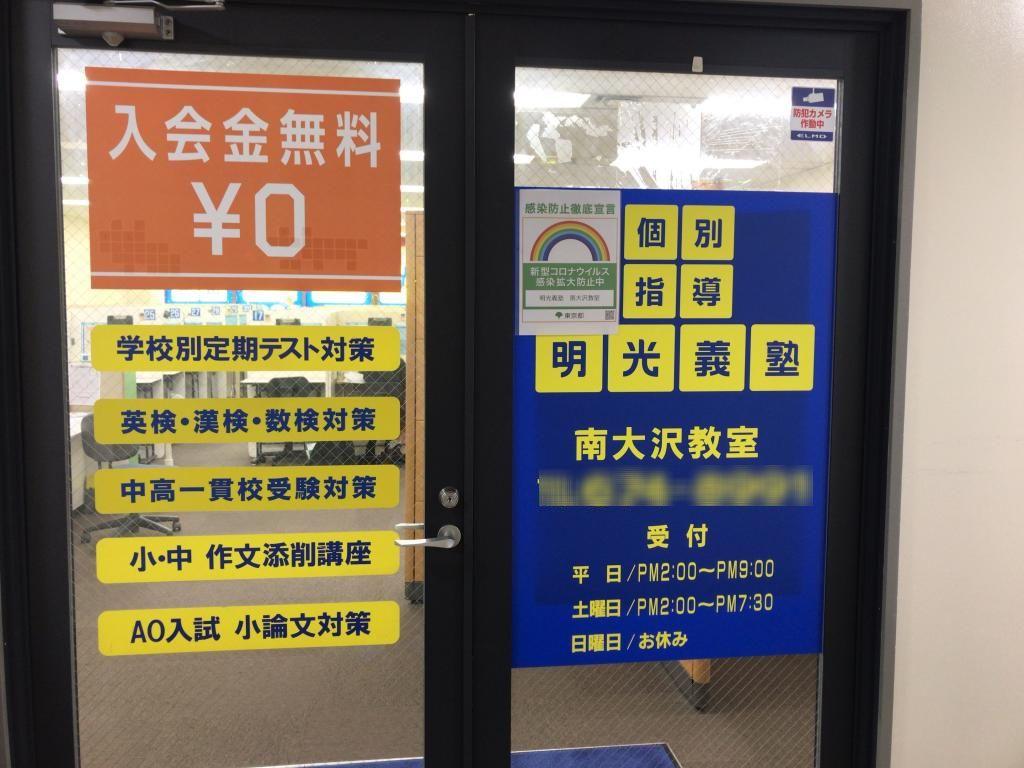 入会金無料
¥0
学校別定期テスト対策
英検・漢検・数検対策
中高一貫校受験対策
小・中 作文添削講座
AO入試 小論文対策
防犯カメラ
作動中
ELMO
感染防止徹底宣言
新型コロナウイルス
感染拡大防止中
明光義塾 南大沢教室
東京都
個別
指導
明光義塾
南大沢教室
受付
平 日/PM2:00〜PM9:00
土曜日/PM2:00〜PM7:30
日曜日/お休み